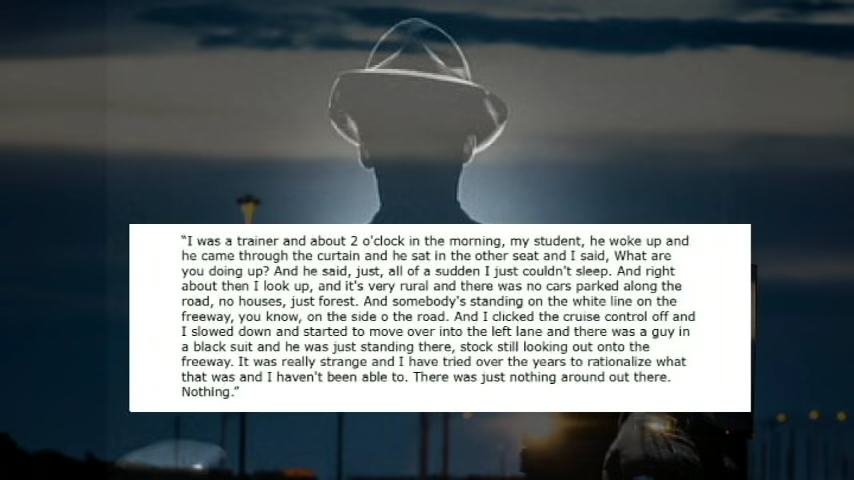 “I was a trainer and about 2 o'clock in the morning, my student, he woke up and
he came through the curtain and he sat in the other seat and I said, What are
you doing up? And he said, just, all of a sudden I just couldn't sleep. And right
about then I look up, and it's very rural and there was no cars parked along the
road, no houses, just forest. And somebody's standing on the white line on the
freeway, you know, on the side o the road. And I clicked the cruise control off and
I slowed down and started to move over into the left lane and there was a guy in
a black suit and he was just standing there, stock still looking out onto the
freeway. It was really strange and I have tried over the years to rationalize what
that was and I haven't been able to. There was just nothing around out there.
Nothing.”